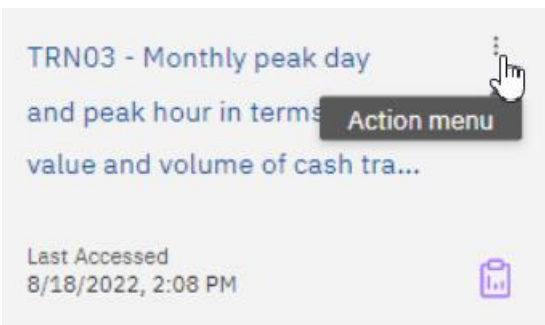 TRN03 - Monthly peak day
and peak hour in terms
Action menu
value and volume of cash tra...
Last Accessed
8/18/2022, 2:08 PM